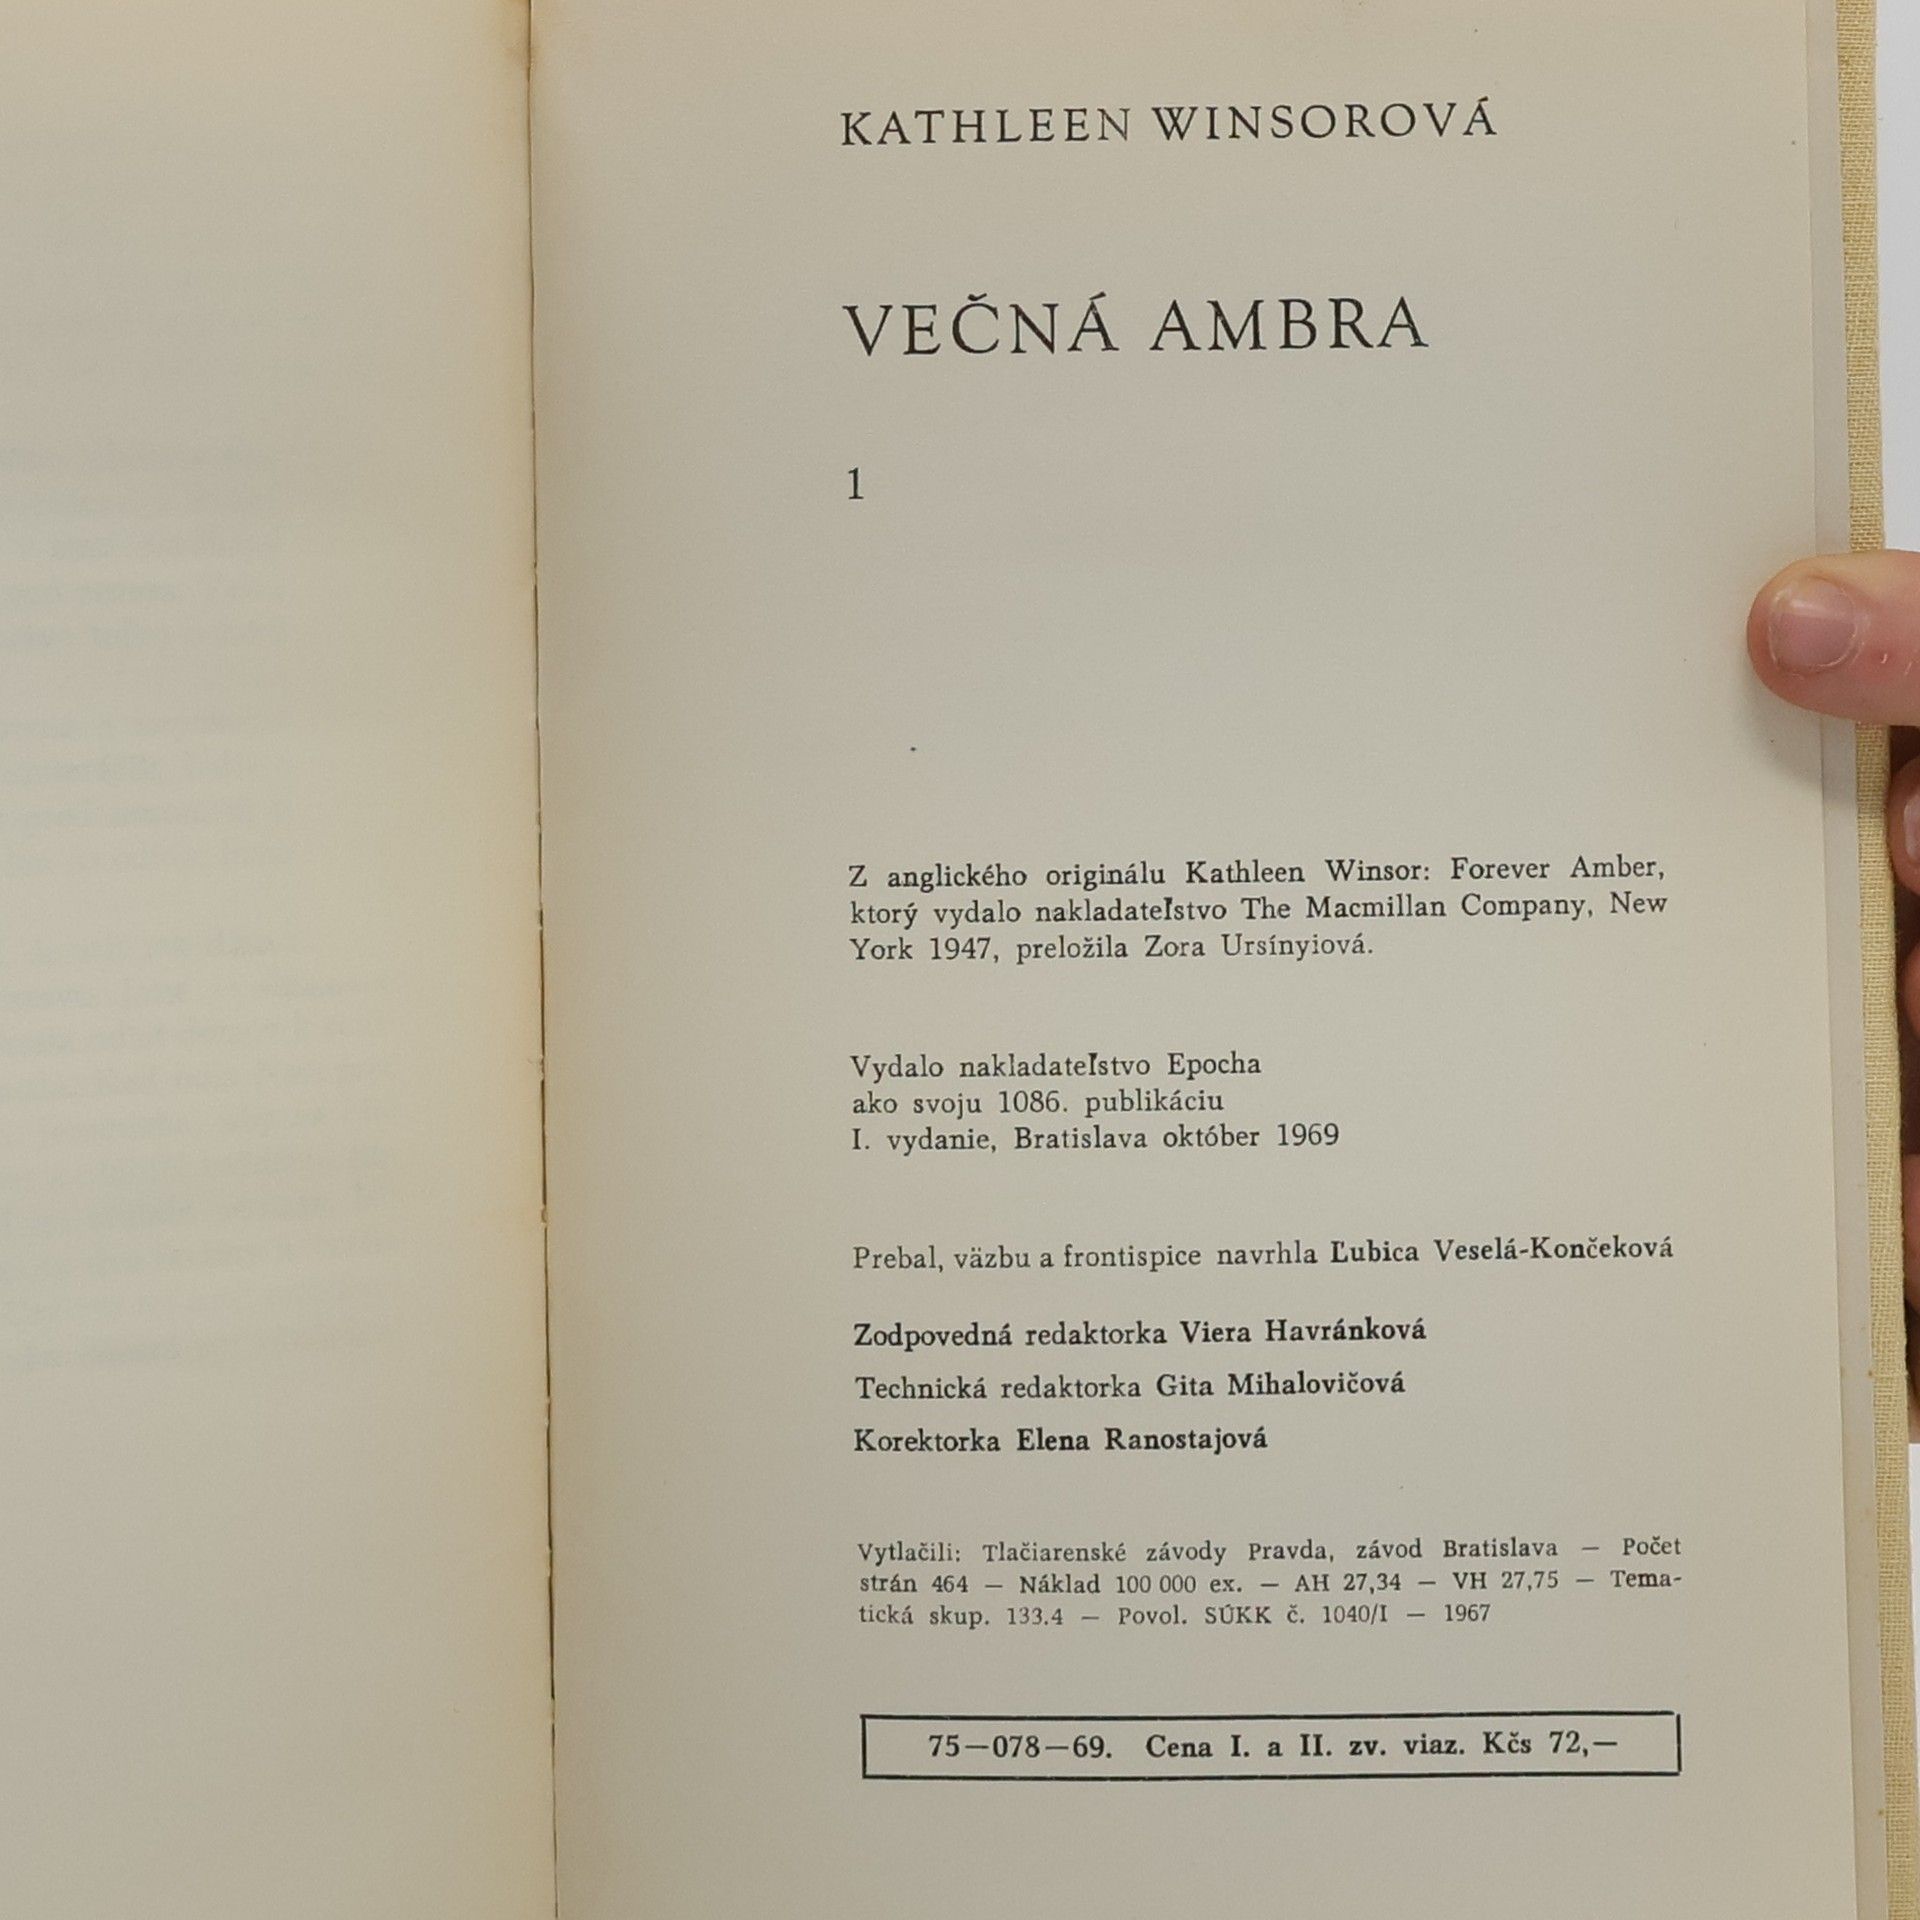 KATHLEEN WINSOROVÁ
VEČNÁ AMBRA
1
Z anglického originálu Kathleen Winsor: Forever Amber,
ktorý vydalo nakladateľstvo The Macmillan Company, New
York 1947, preložila Zora Ursínyiová.
Vydalo nakladateľstvo Epocha
ako svoju 1086. publikáciu
I. vydanie, Bratislava október 1969
Prebal, väzbu a frontispice navrhla Ľubica Veselá-Končeková
Zodpovedná redaktorka Viera Havránková
Technická redaktorka Gita Mihalovičová
Korektorka Elena Ranostajová
Vytlačili: Tlačiarenské závody Pravda, závod Bratislava — Počet
strán 464 — Náklad 100 000 ex. — AH 27,34 — VH 27,75 — Tema-
tická skup. 133.4 — Povol. SÚKK č. 1040/I — 1967
75—078—69. Cena I. a II. zv. viaz. Kčs 72,—